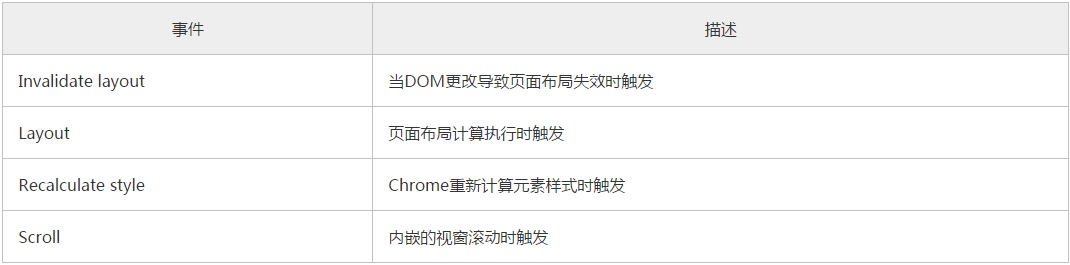 事件 描述
Invalidate layout 当DOM更改导致页面布局失效时触发
Layout 页面布局计算执行时触发
Recalculate style Chrome重新计算元素样式时触发
Scroll 内嵌的视窗滚动时触发